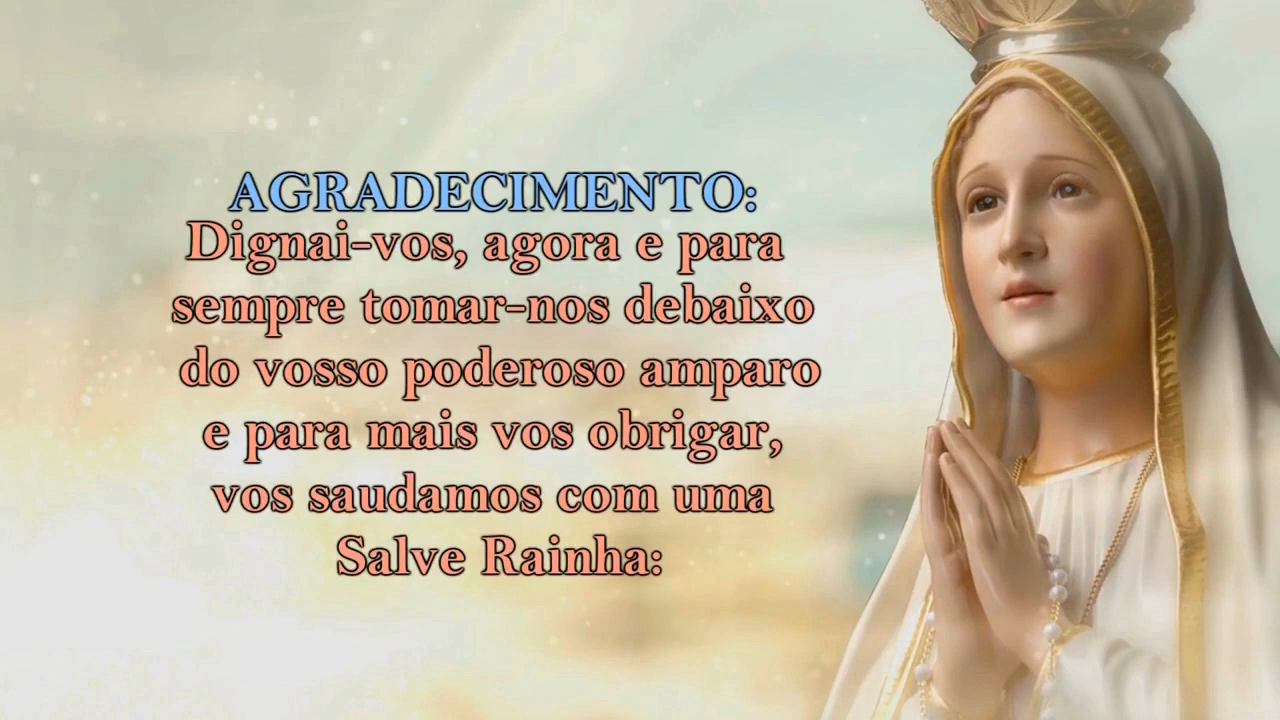 AGRADECIMENTO:
Dignai-vos, agora e para
sempre tomar-nos debaixo
do vosso poderoso amparo
e para mais vos obrigar,
vos saudamos com uma
Salve Rainha: